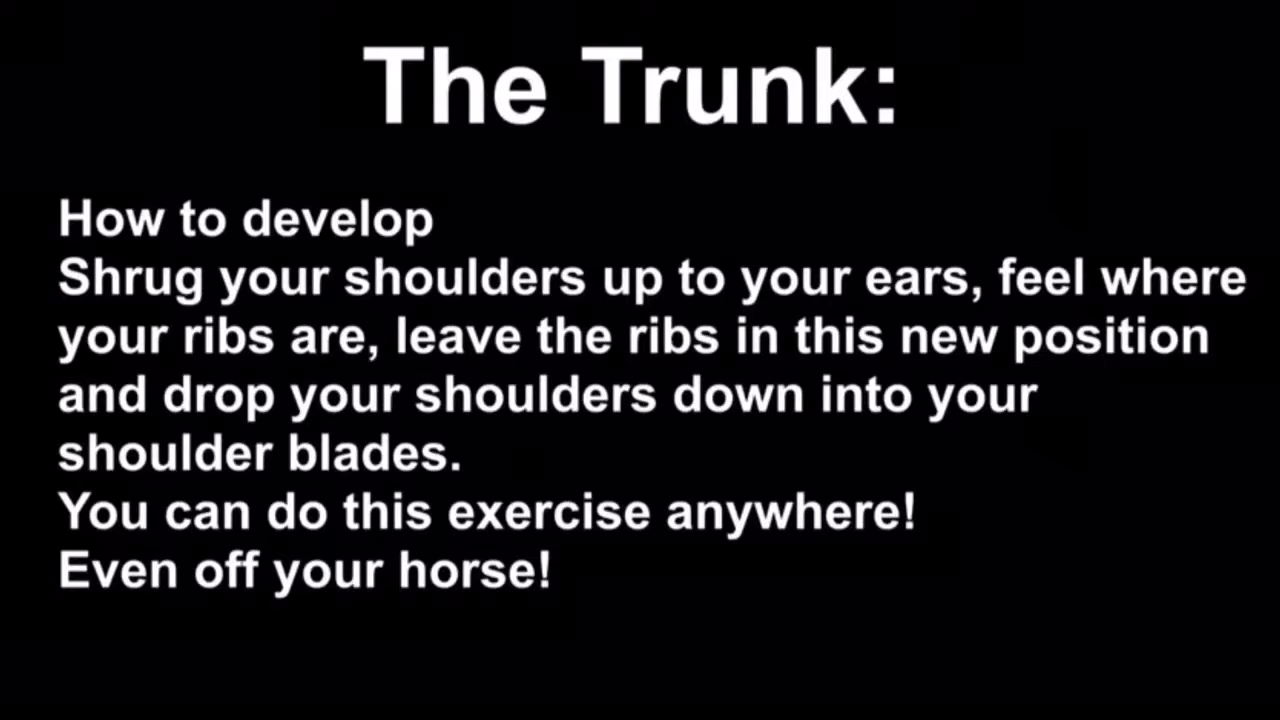 The Trunk:
How to develop
Shrug your shoulders up to your ears, feel where
your ribs are, leave the ribs in this new position
and drop your shoulders down into your
shoulder blades.
You can do this exercise anywhere!
Even off your horse!